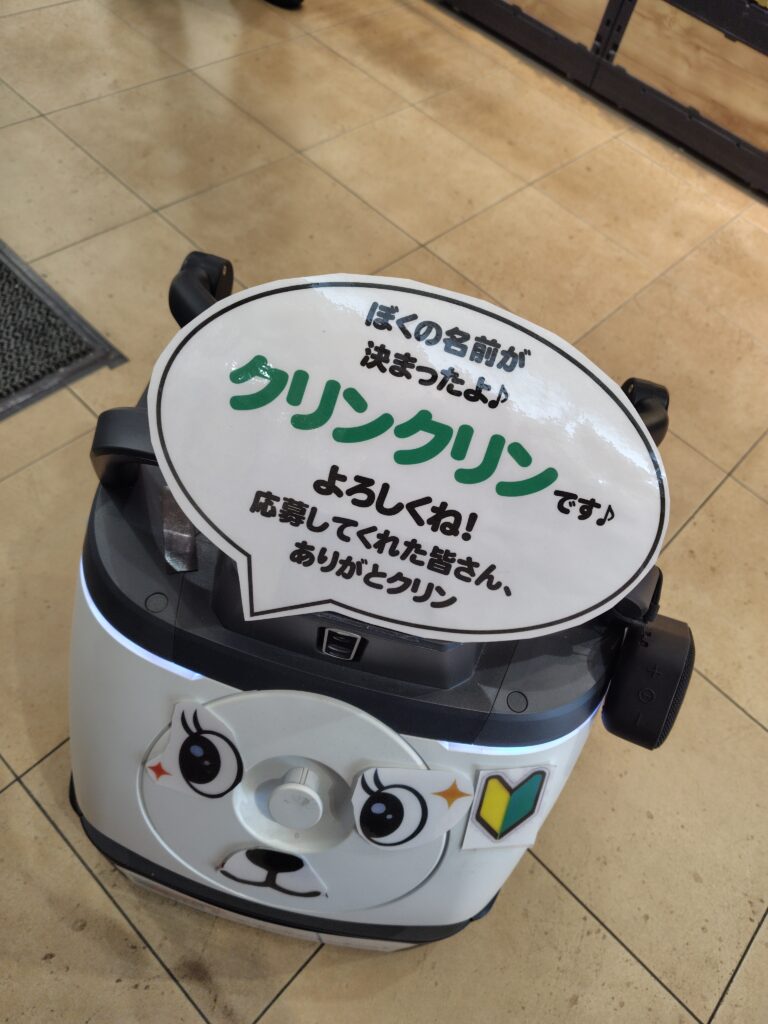 ぼくの名前が
決まったよ♪
クリンクリンです♪
よろしくね!
応募してくれた皆さん、
ありがとクリン